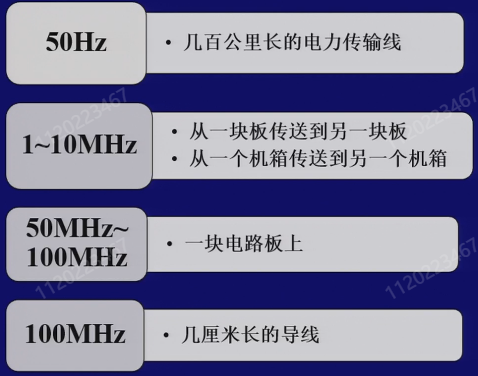 50Hz
• 几百公里长的电力传输线
1~10MHz
• 从一块板传送到另一块板
• 从一个机箱传送到另一个机箱
50MHz~
100MHz
• 一块电路板上
100MHz
• 几厘米长的导线
1120223467
1120223467
1120223467
1120223467